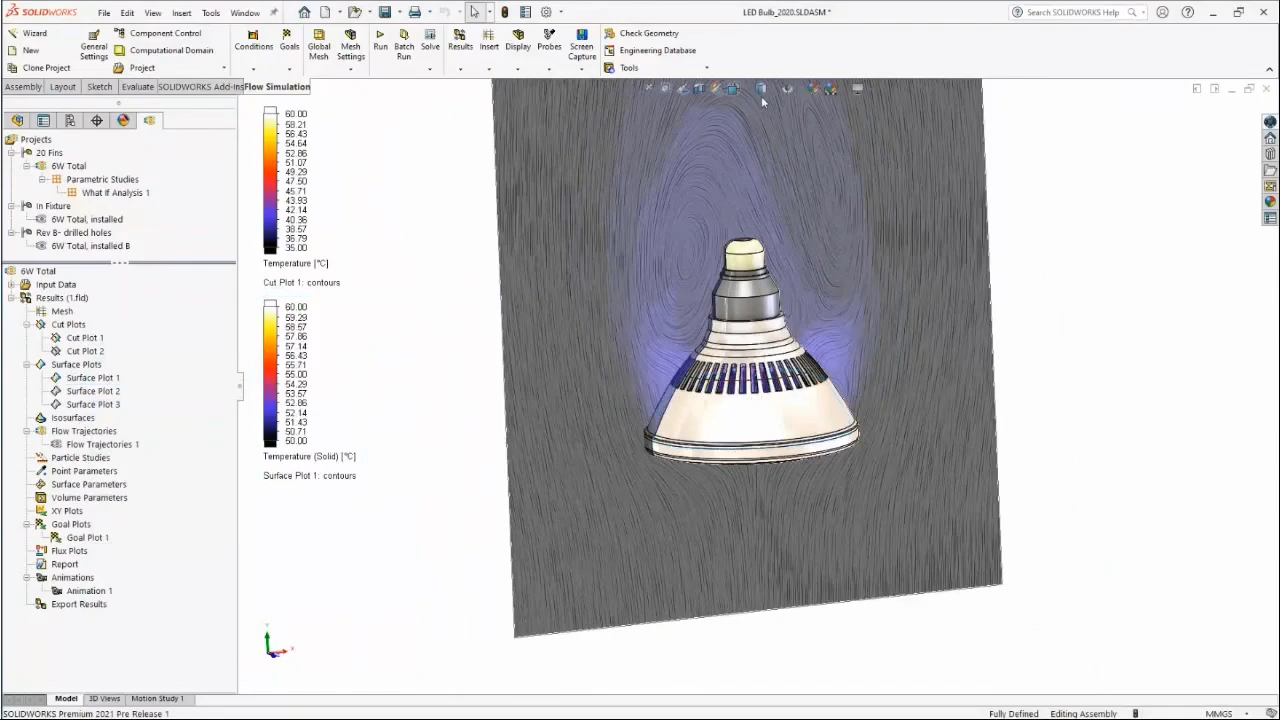 SOLIDWORKS File Edit View Insert Tools Window LED Bulb_2020.SLDASM * Search SOLIDWORKS Help
Wizard
New
Clone Project
General Settings
Component Control
Computational Domain
Project
Conditions
Goals
Global Mesh
Mesh Settings
Run
Batch Run
Solve
Results
Insert
Display
Probes
Screen Capture
Check Geometry
Engineering Database
Tools
Assembly Layout Sketch Evaluate SOLIDWORKS Add-Ins Flow Simulation
Projects
20 Fins
6W Total
Parametric Studies
What If Analysis 1
In Fixture
6W Total, installed
Rev B- drilled holes
6W Total, installed B
6W Total
Input Data
Results (1.fld)
Mesh
Cut Plots
Cut Plot 1
Cut Plot 2
Surface Plots
Surface Plot 1
Surface Plot 2
Surface Plot 3
Isosurfaces
Flow Trajectories
Flow Trajectories 1
Particle Studies
Point Parameters
Surface Parameters
Volume Parameters
XY Plots
Goal Plots
Goal Plot 1
Flux Plots
Report
Animations
Animation 1
Export Results
60.00
58.21
56.43
54.64
52.86
51.07
49.29
47.50
45.71
43.93
42.14
40.36
38.57
36.79
35.00
Temperature [°C]
Cut Plot 1: contours
60.00
59.29
58.57
57.86
57.14
56.43
55.71
55.00
54.29
53.57
52.86
52.14
51.43
50.71
50.00
Temperature (Solid) [°C]
Surface Plot 1: contours
Y
X
Model 3D Views Motion Study 1
SOLIDWORKS Premium 2021 Pre Release 1 Fully Defined Editing Assembly MMGS